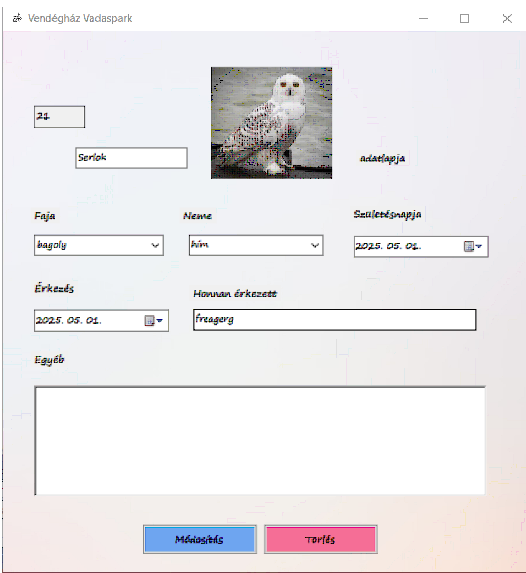 Vendégház Vadaspark
21
Serlok
adatlapja
Faja
Neme
Születésnapja
bagoly
hím
2025. 05. 01.
Érkezés
Honnan érkezett
2025. 05. 01.
freagerg
Egyéb
Módosítás
Törlés